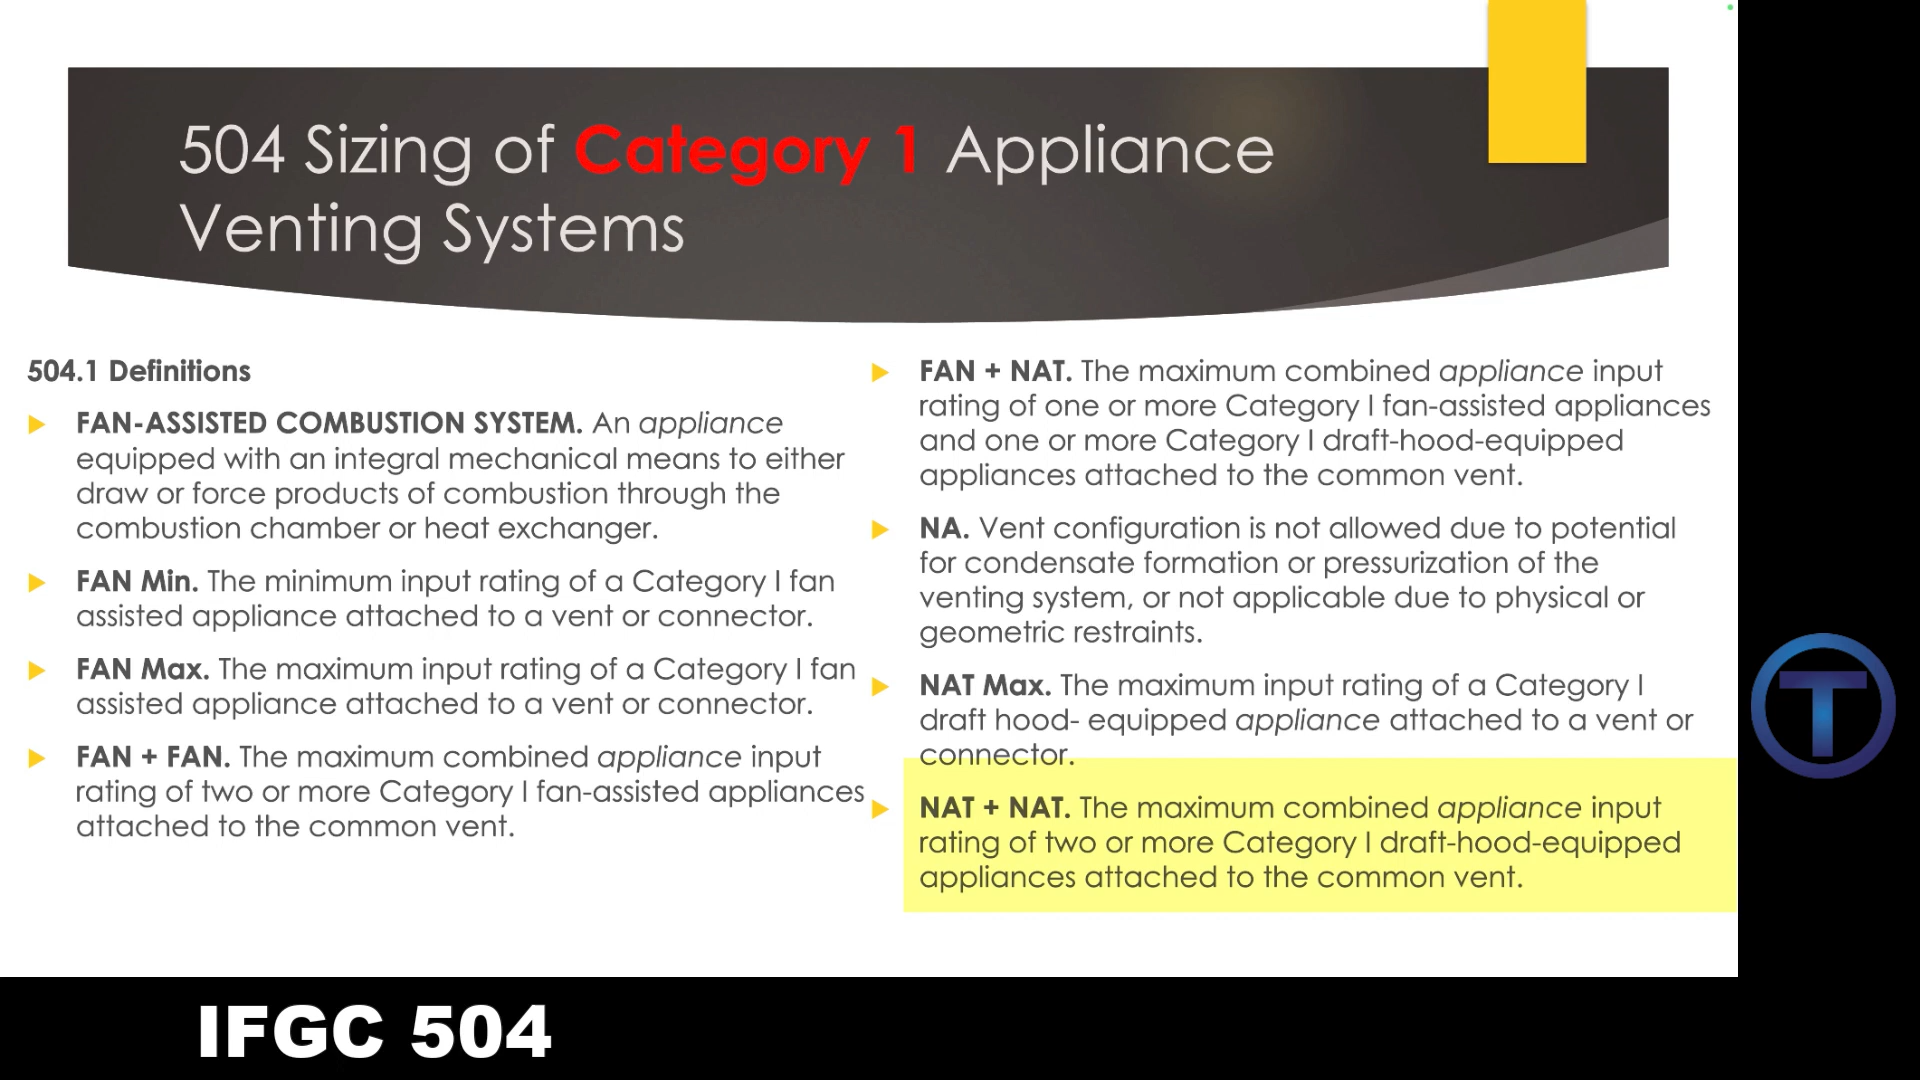 504 Sizing of Category 1 Appliance
Venting Systems
504.1 Definitions
FAN-ASSISTED COMBUSTION SYSTEM. An appliance
equipped with an integral mechanical means to either
draw or force products of combustion through the
combustion chamber or heat exchanger.
FAN Min. The minimum input rating of a Category I fan
assisted appliance attached to a vent or connector.
FAN Max. The maximum input rating of a Category I fan
assisted appliance attached to a vent or connector.
FAN + FAN. The maximum combined appliance input
rating of two or more Category I fan-assisted appliances
attached to the common vent.
FAN + NAT. The maximum combined appliance input
rating of one or more Category I fan-assisted appliances
and one or more Category I draft-hood-equipped
appliances attached to the common vent.
NA. Vent configuration is not allowed due to potential
for condensate formation or pressurization of the
venting system, or not applicable due to physical or
geometric restraints.
NAT Max. The maximum input rating of a Category I
draft hood- equipped appliance attached to a vent or
connector.
NAT + NAT. The maximum combined appliance input
rating of two or more Category I draft-hood-equipped
appliances attached to the common vent.
T
IFGC 504